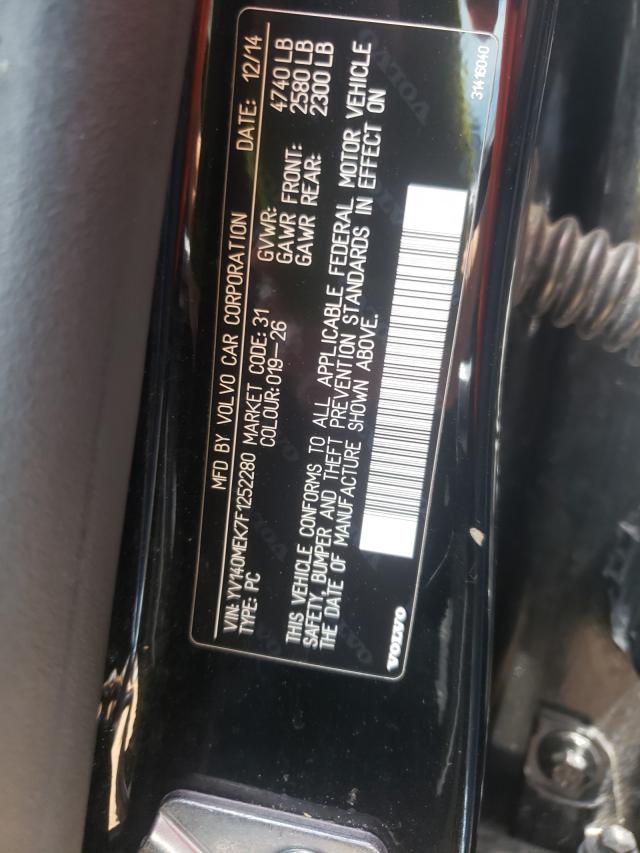 MFD BY VOLVO CAR CORPORATION DATE: 12/14
VIN: YV140MEK7F1252280 MARKET CODE: 31 GVWR: 4740 LB
TYPE: PC COLOUR: 019-26 GAWR FRONT: 2580 LB
GAWR REAR: 2300 LB
THIS VEHICLE CONFORMS TO ALL APPLICABLE FEDERAL MOTOR VEHICLE
SAFETY, BUMPER AND THEFT PREVENTION STANDARDS IN EFFECT ON
THE DATE OF MANUFACTURE SHOWN ABOVE.
VOLVO
31416040